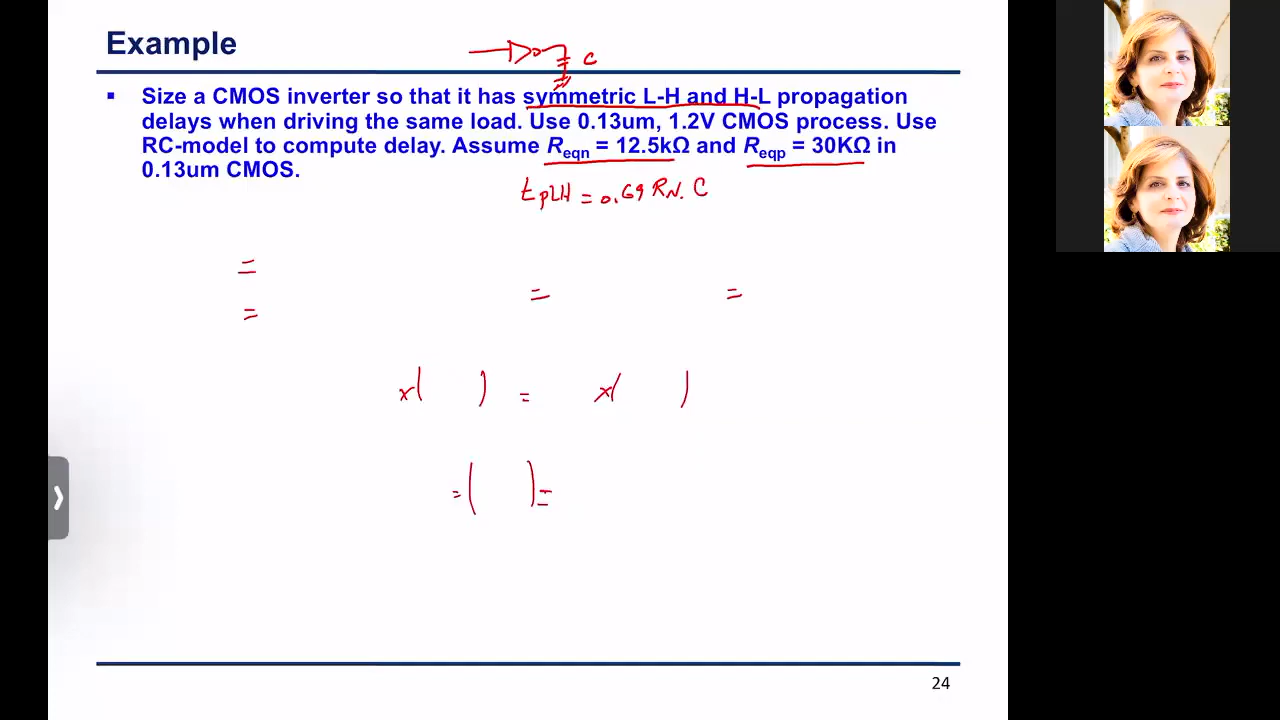 Example
C
▪ Size a CMOS inverter so that it has symmetric L-H and H-L propagation
delays when driving the same load. Use 0.13um, 1.2V CMOS process. Use
RC-model to compute delay. Assume Reqn = 12.5kΩ and Reqp = 30KΩ in
0.13um CMOS.
tpLH = 0.69 RN. C
=
= =
=
x( ) = x( )
= ( ) =
❯
24